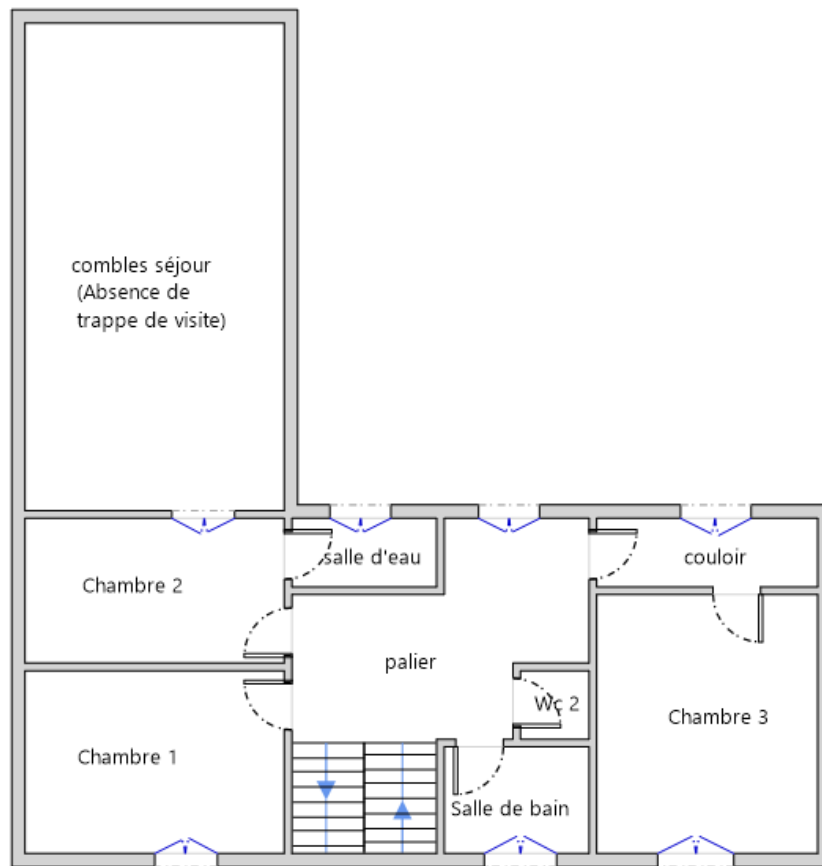 combles séjour
(Absence de
trappe de visite)
salle d'eau
couloir
Chambre 2
palier
Wc 2
Chambre 3
Chambre 1
Salle de bain